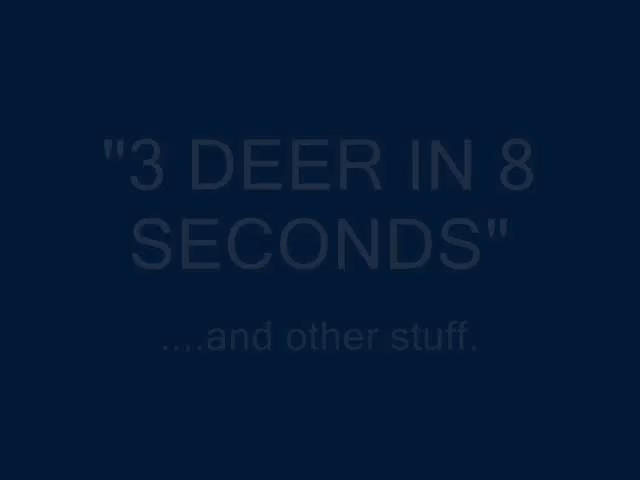 "3 DEER IN 8
SECONDS"
....and other stuff.